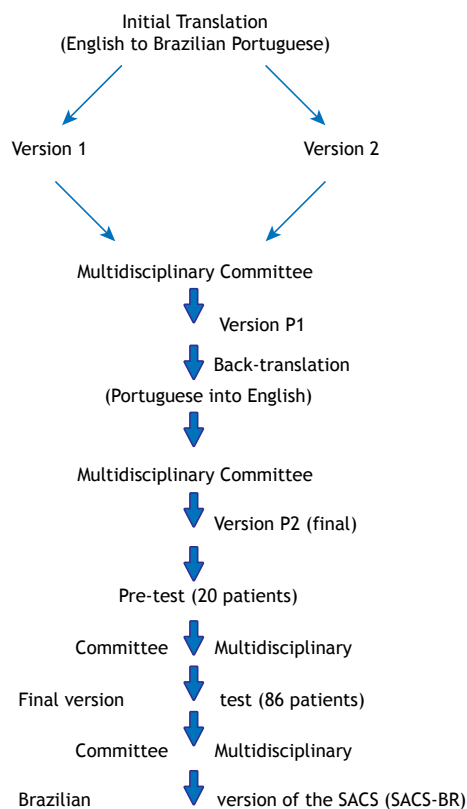 Initial Translation
(English to Brazilian Portuguese)
Version 1
Version 2
Multidisciplinary Committee
Version P1
Back-translation
(Portuguese into English)
Multidisciplinary Committee
Version P2 (final)
Pre-test (20 patients)
Committee Multidisciplinary
Final version test (86 patients)
Committee Multidisciplinary
Brazilian version of the SACS (SACS-BR)